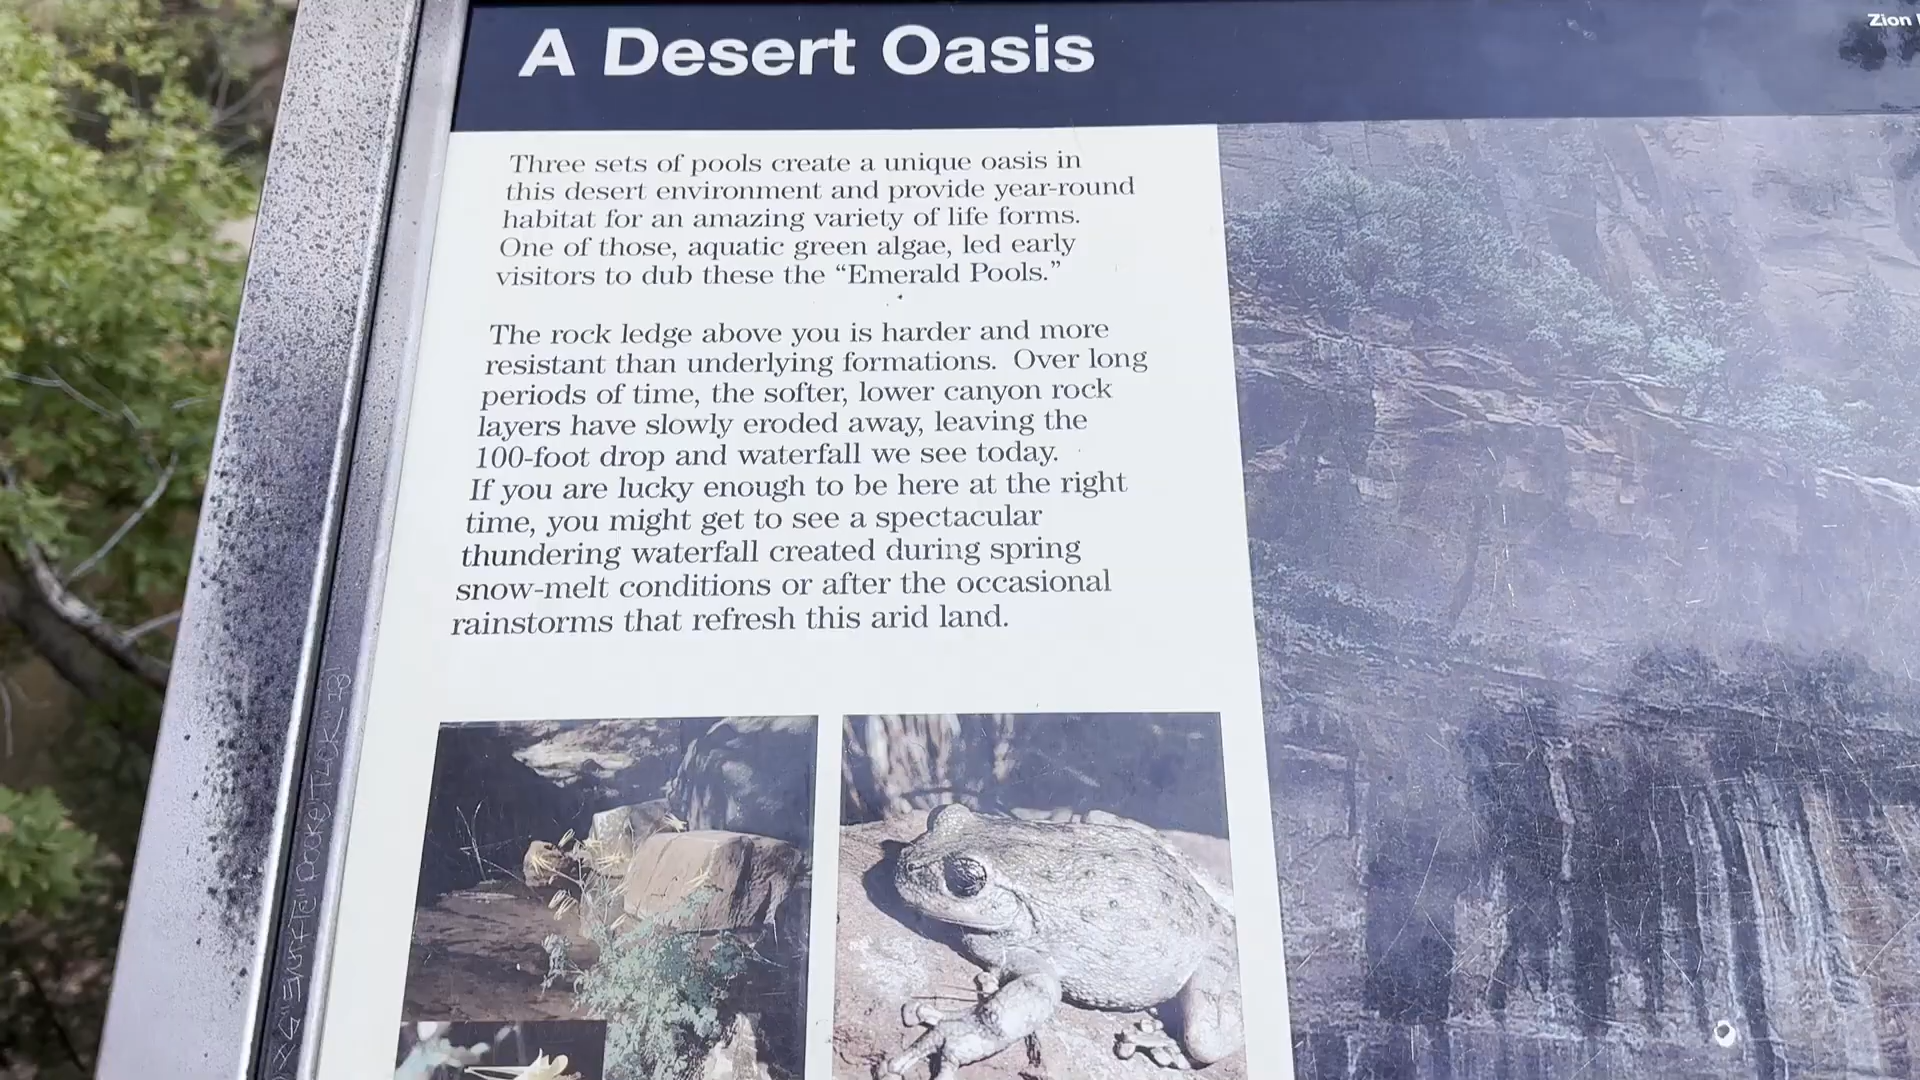 A Desert Oasis
Zion
Three sets of pools create a unique oasis in
this desert environment and provide year-round
habitat for an amazing variety of life forms.
One of those, aquatic green algae, led early
visitors to dub these the “Emerald Pools.”
The rock ledge above you is harder and more
resistant than underlying formations. Over long
periods of time, the softer, lower canyon rock
layers have slowly eroded away, leaving the
100-foot drop and waterfall we see today.
If you are lucky enough to be here at the right
time, you might get to see a spectacular
thundering waterfall created during spring
snow-melt conditions or after the occasional
rainstorms that refresh this arid land.